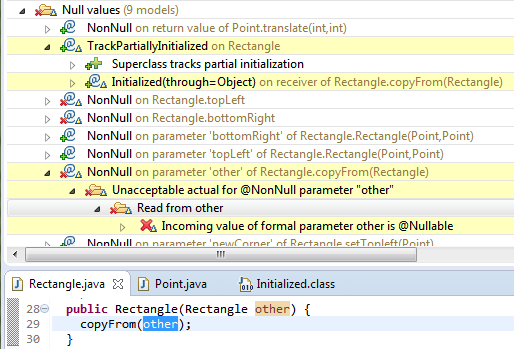 Null values (9 models)
NonNull on return value of Point.translate(int,int)
TrackPartiallyInitialized on Rectangle
Superclass tracks partial initialization
Initialized(through=Object) on receiver of Rectangle.copyFrom(Rectangle)
NonNull on Rectangle.topLeft
NonNull on Rectangle.bottomRight
NonNull on parameter 'bottomRight' of Rectangle.Rectangle(Point,Point)
NonNull on parameter 'topLeft' of Rectangle.Rectangle(Point,Point)
NonNull on parameter 'other' of Rectangle.copyFrom(Rectangle)
Unacceptable actual for @NonNull parameter "other"
Read from other
Incoming value of formal parameter other is @Nullable
NonNull on parameter 'newCorner' of Rectangle.setTopleft(Point)
Rectangle.java Point.java Initialized.class
28 public Rectangle(Rectangle other) {
29 copyFrom(other);
30 }